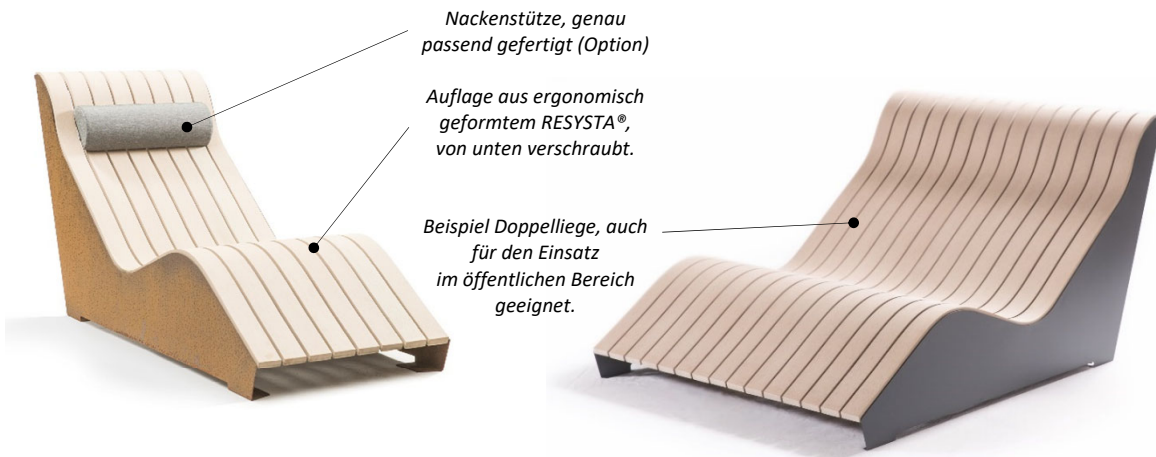 Nackenstütze, genau
passend gefertigt (Option)
Auflage aus ergonomisch
geformtem RESYSTA®,
von unten verschraubt.
Beispiel Doppelliege, auch
für den Einsatz
im öffentlichen Bereich
geeignet.